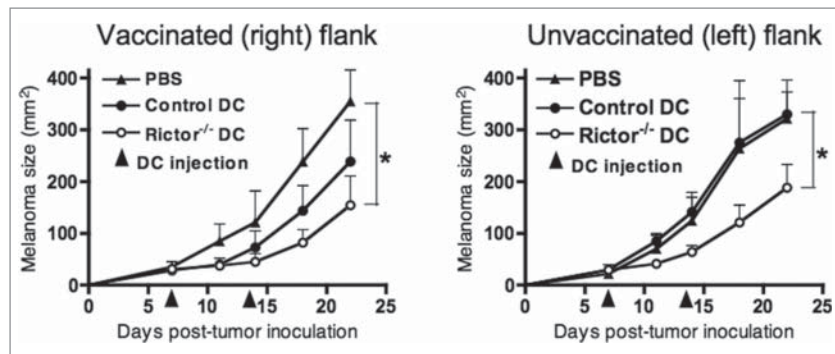 Vaccinated (right) flank
Melanoma size (mm²)
400
300
200
100
0
PBS
Control DC
Rictor⁻/⁻ DC
DC injection
*
0 5 10 15 20 25
Days post-tumor inoculation
Unvaccinated (left) flank
Melanoma size (mm²)
400
300
200
100
0
PBS
Control DC
Rictor⁻/⁻ DC
DC injection
*
0 5 10 15 20 25
Days post-tumor inoculation